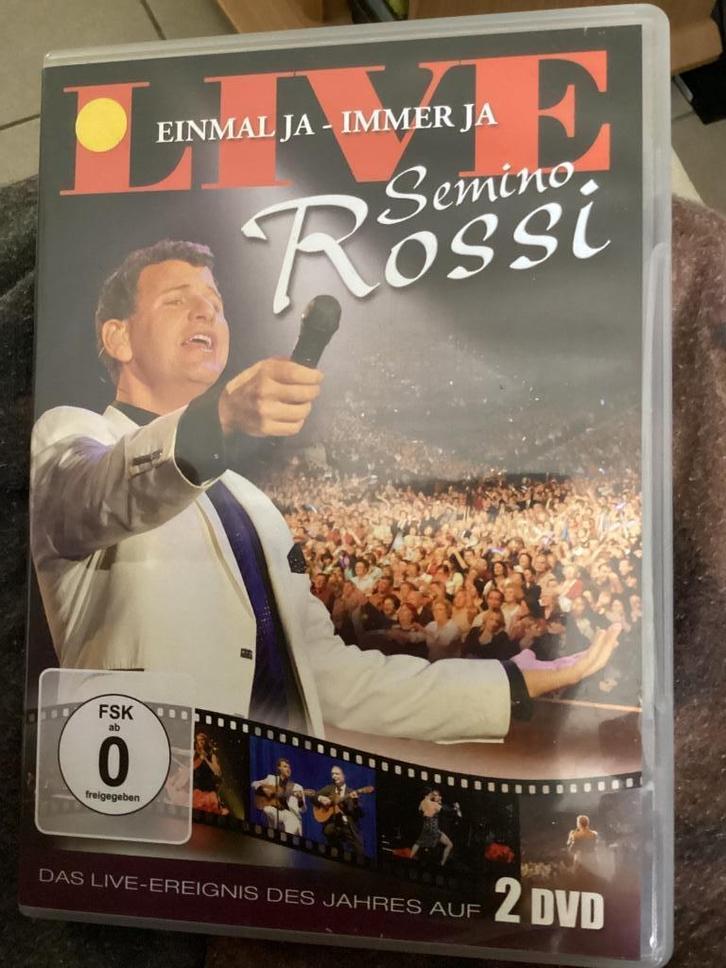 LIVE
EINMAL JA - IMMER JA
Semino
Rossi
FSK
ab
0
freigegeben
DAS LIVE-EREIGNIS DES JAHRES AUF 2 DVD